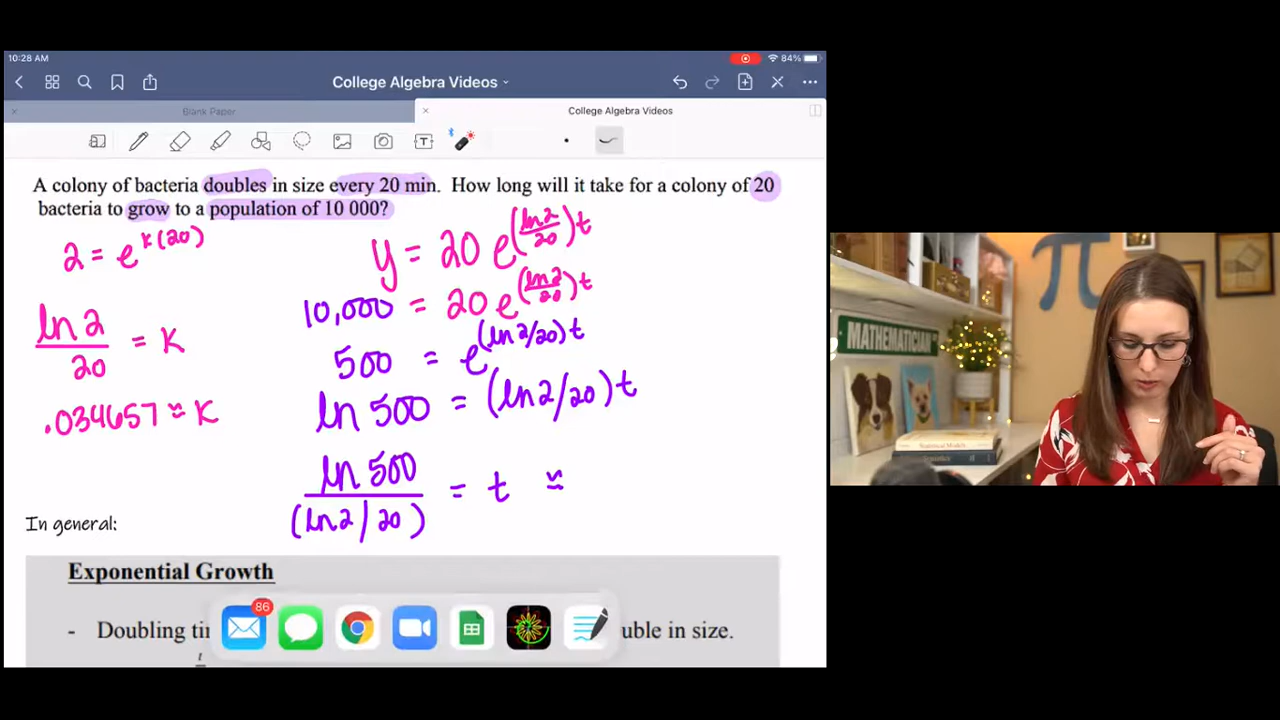 10:28 AM
84%
College Algebra Videos
Blank Paper
College Algebra Videos
A colony of bacteria doubles in size every 20 min. How long will it take for a colony of 20
bacteria to grow to a population of 10 000?
2 = e^k(20)
y = 20 e^(ln2/20)t
10,000 = 20 e^(ln2/20)t
ln 2/20 = K
500 = e^(ln2/20)t
.034657 ≈ K
ln 500 = (ln2/20)t
ln 500/(ln2/20) = t ≈
In general:
Exponential Growth
86
- Doubling uble in size.
t
MATHEMATICIAN